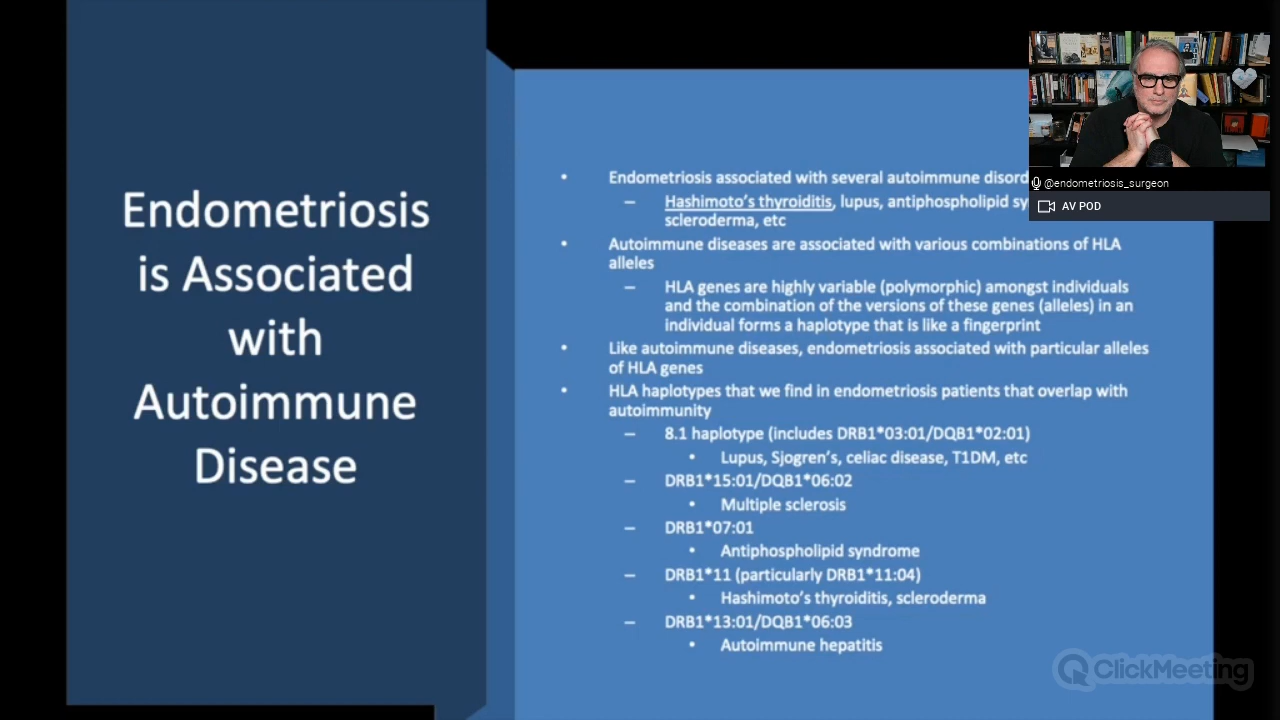 Endometriosis
is Associated
with
Autoimmune
Disease
• Endometriosis associated with several autoimmune
– Hashimoto's thyroiditis, lupus, antiphospholipid
scleroderma, etc
• Autoimmune diseases are associated with various combinations of HLA
alleles
– HLA genes are highly variable (polymorphic) amongst individuals
and the combination of the versions of these genes (alleles) in an
individual forms a haplotype that is like a fingerprint
• Like autoimmune diseases, endometriosis associated with particular alleles
of HLA genes
• HLA haplotypes that we find in endometriosis patients that overlap with
autoimmunity
– 8.1 haplotype (includes DRB1*03:01/DQB1*02:01)
• Lupus, Sjogren's, celiac disease, T1DM, etc
– DRB1*15:01/DQB1*06:02
• Multiple sclerosis
– DRB1*07:01
• Antiphospholipid syndrome
– DRB1*11 (particularly DRB1*11:04)
• Hashimoto's thyroiditis, scleroderma
– DRB1*13:01/DQB1*06:03
• Autoimmune hepatitis
@endometriosis_surgeon
AV POD
ClickMeeting